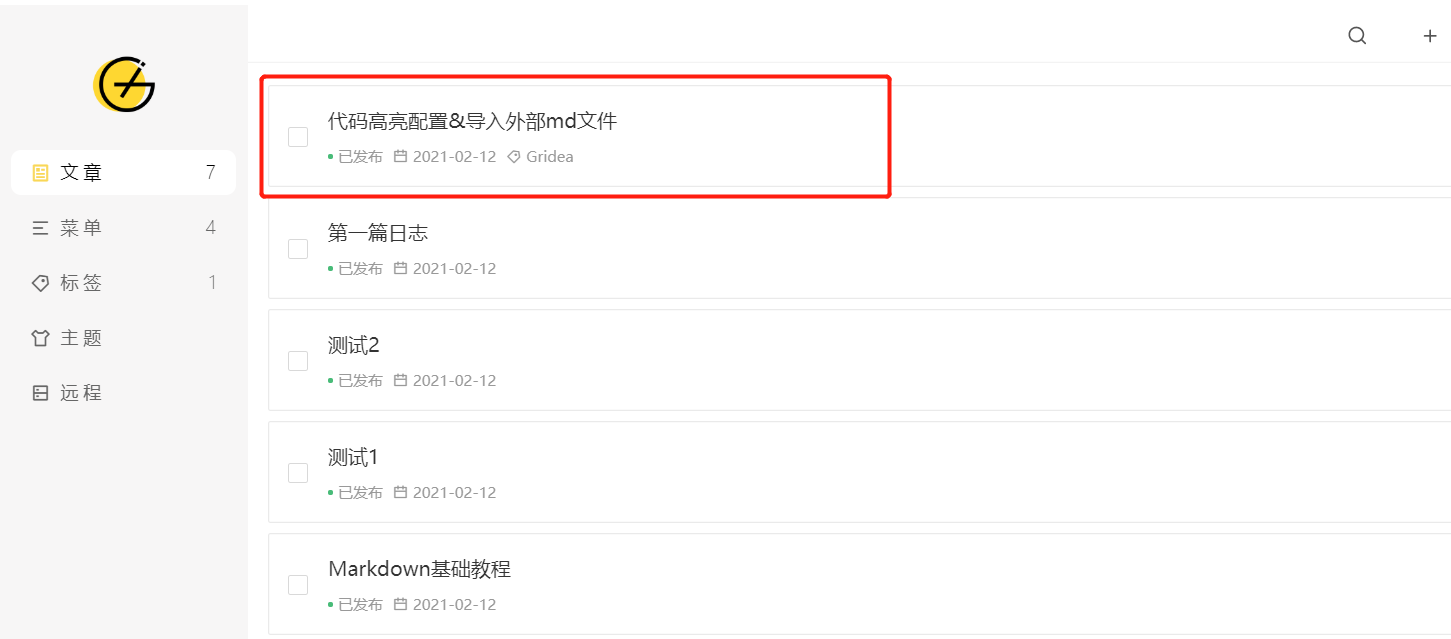 文章 7
菜单 4
标签 1
主题
远程
代码高亮配置&导入外部md文件
已发布 2021-02-12 Gridea
第一篇日志
已发布 2021-02-12
测试2
已发布 2021-02-12
测试1
已发布 2021-02-12
Markdown基础教程
已发布 2021-02-12